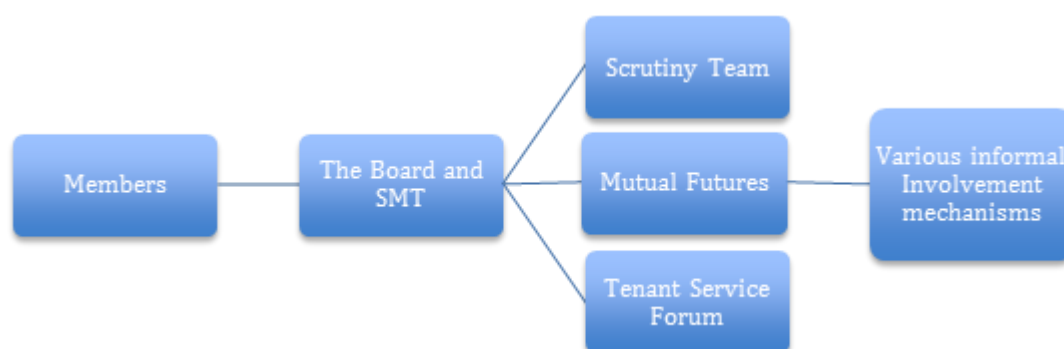 Members
The Board and
SMT
Scrutiny Team
Mutual Futures
Tenant Service
Forum
Various informal
Involvement
mechanisms